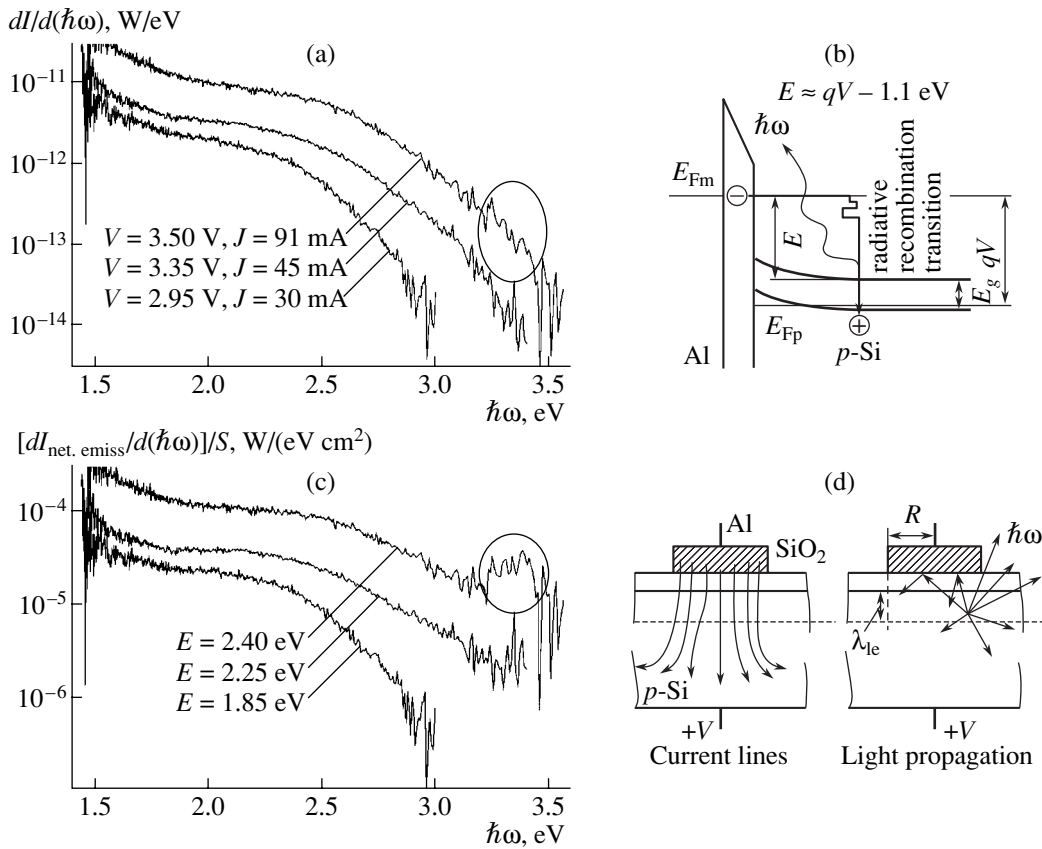 dI/d(ℏω), W/eV
(a)
10⁻¹¹
10⁻¹²
10⁻¹³
10⁻¹⁴
V = 3.50 V, J = 91 mA
V = 3.35 V, J = 45 mA
V = 2.95 V, J = 30 mA
1.5 2.0 2.5 3.0 3.5
ℏω, eV
(b)
E ≈ qV – 1.1 eV
ℏω
E_Fm
−
E
radiative
recombination
transition
E_g
qV
E_Fp
+
Al
p-Si
[dI_net. emiss/d(ℏω)]/S, W/(eV cm²)
(c)
10⁻⁴
10⁻⁵
10⁻⁶
E = 2.40 eV
E = 2.25 eV
E = 1.85 eV
1.5 2.0 2.5 3.0 3.5
ℏω, eV
(d)
Al
SiO₂
p-Si
+V
Current lines
R
ℏω
λ_le
+V
Light propagation